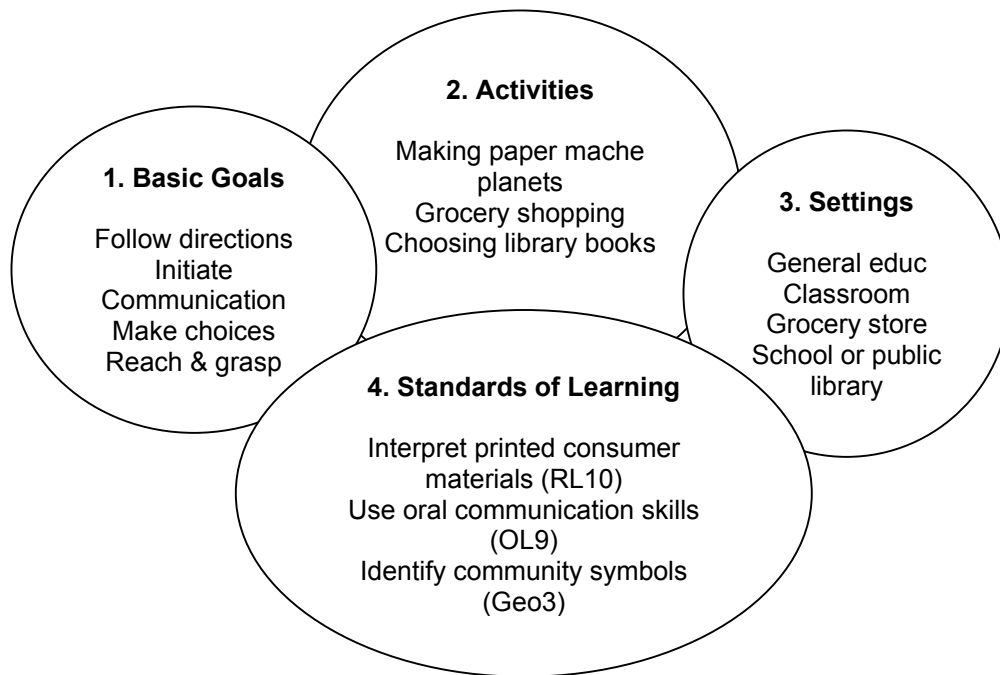 1. Basic Goals
Follow directions
Initiate
Communication
Make choices
Reach & grasp
2. Activities
Making paper mache
planets
Grocery shopping
Choosing library books
3. Settings
General educ
Classroom
Grocery store
School or public
library
4. Standards of Learning
Interpret printed consumer
materials (RL10)
Use oral communication skills
(OL9)
Identify community symbols
(Geo3)